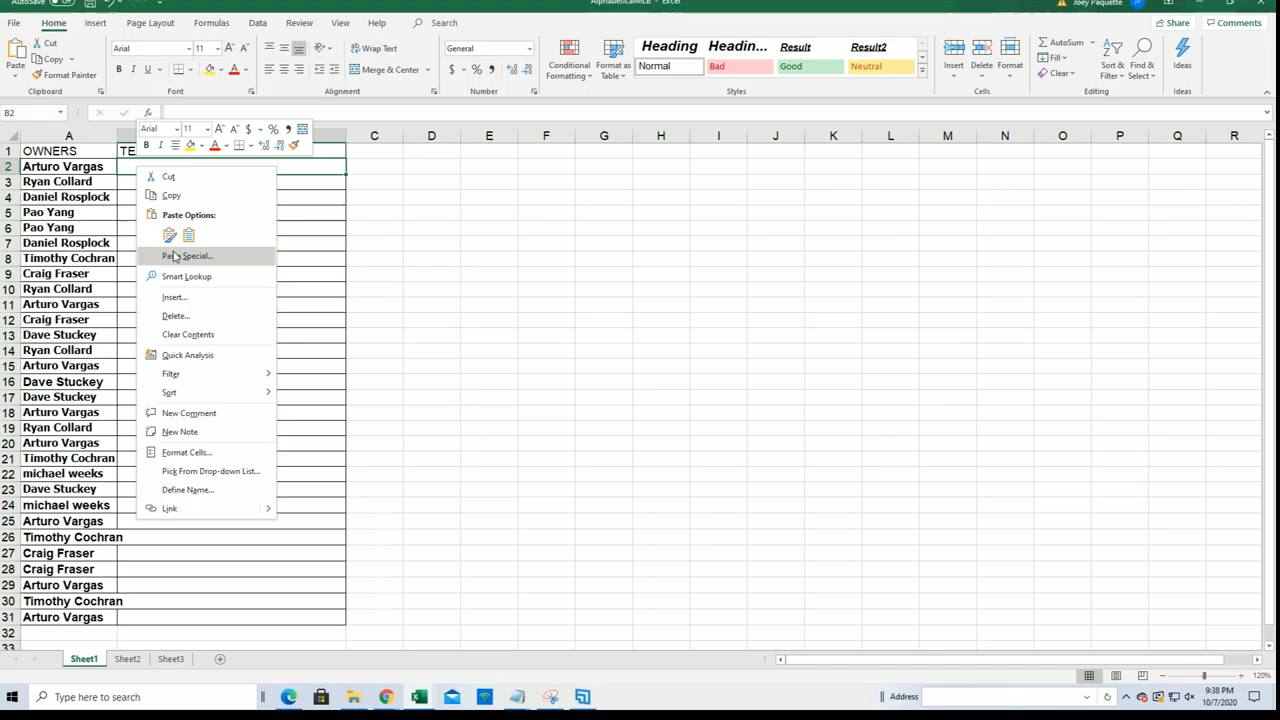 AutoSave
AlphabeticalMLB - Excel
Joey Paquette
File Home Insert Page Layout Formulas Data Review View Help Search Share Comments
Paste Cut Copy Format Painter
Arial 11
B I U
Wrap Text
Merge & Center
General
$ % ,
Conditional Formatting
Format as Table
Heading Headin... Result Result2
Normal Bad Good Neutral
Insert Delete Format
AutoSum Fill Clear
Sort & Filter
Find & Select
Ideas
Clipboard Font Alignment Number Styles Cells Editing Ideas
B2 fx
Arial 11 A A $ % ,
B I A
A B C D E F G H I J K L M N O P Q R
1 OWNERS TE
2 Arturo Vargas
3 Ryan Collard
4 Daniel Rosplock
5 Pao Yang
6 Pao Yang
7 Daniel Rosplock
8 Timothy Cochran
9 Craig Fraser
10 Ryan Collard
11 Arturo Vargas
12 Craig Fraser
13 Dave Stuckey
14 Ryan Collard
15 Arturo Vargas
16 Dave Stuckey
17 Dave Stuckey
18 Arturo Vargas
19 Ryan Collard
20 Arturo Vargas
21 Timothy Cochran
22 michael weeks
23 Dave Stuckey
24 michael weeks
25 Arturo Vargas
26 Timothy Cochran
27 Craig Fraser
28 Craig Fraser
29 Arturo Vargas
30 Timothy Cochran
31 Arturo Vargas
32
33
Cut
Copy
Paste Options:
Paste Special...
Smart Lookup
Insert...
Delete...
Clear Contents
Quick Analysis
Filter
Sort
New Comment
New Note
Format Cells...
Pick From Drop-down List...
Define Name...
Link
Sheet1 Sheet2 Sheet3
120%
Type here to search
Address
9:38 PM
10/7/2020